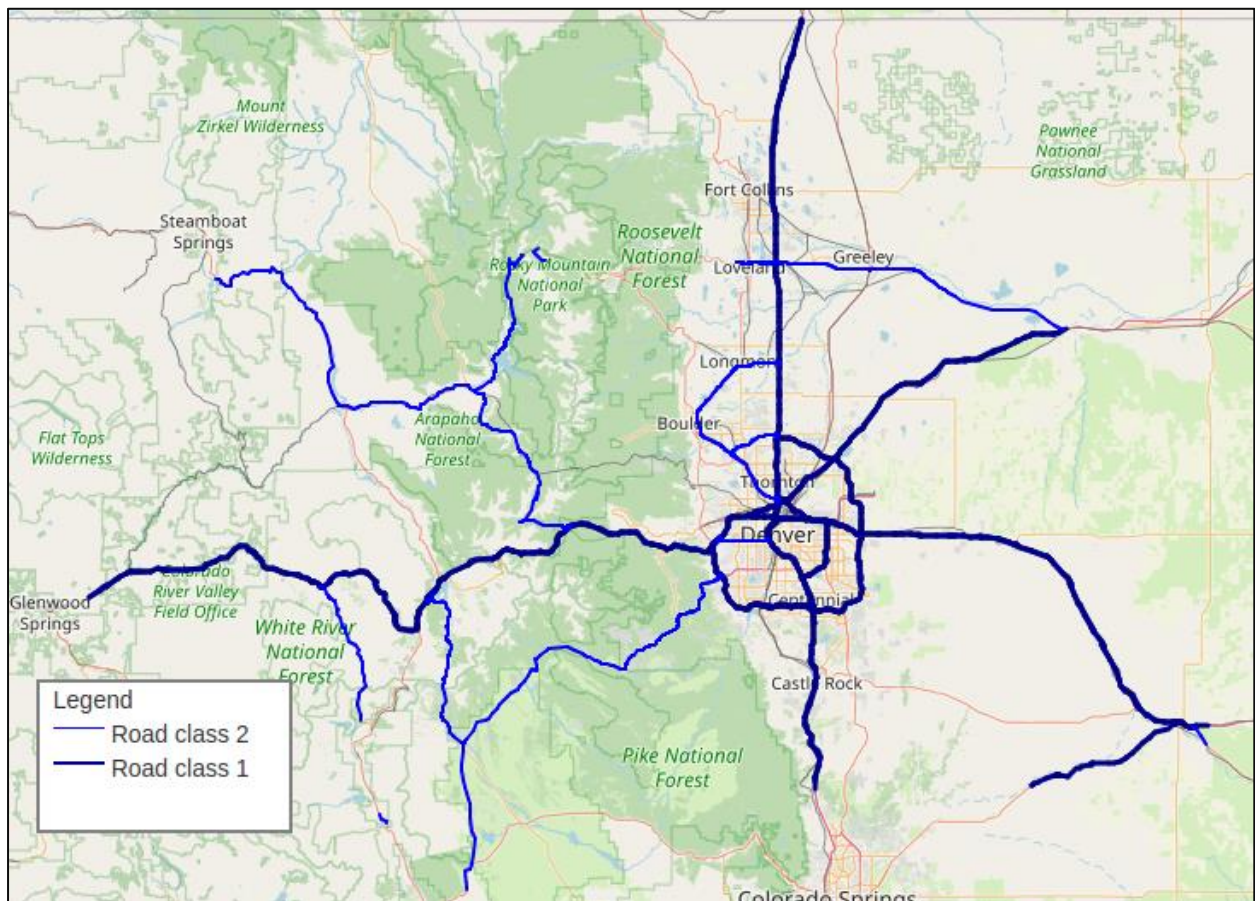 Mount
Zirkel Wilderness
Pawnee
National
Grassland
Fort Collins
Steamboat
Springs
Roosevelt
National
Forest
Rocky Mountain
National
Park
Loveland
Greeley
Longmont
Arapaho
National
Forest
Boulder
Flat Tops
Wilderness
Thornton
Denver
Colorado
River Valley
Field Office
Glenwood
Springs
Centennial
White River
National
Forest
Castle Rock
Pike National
Forest
Legend
Road class 2
Road class 1
Colorado Springs